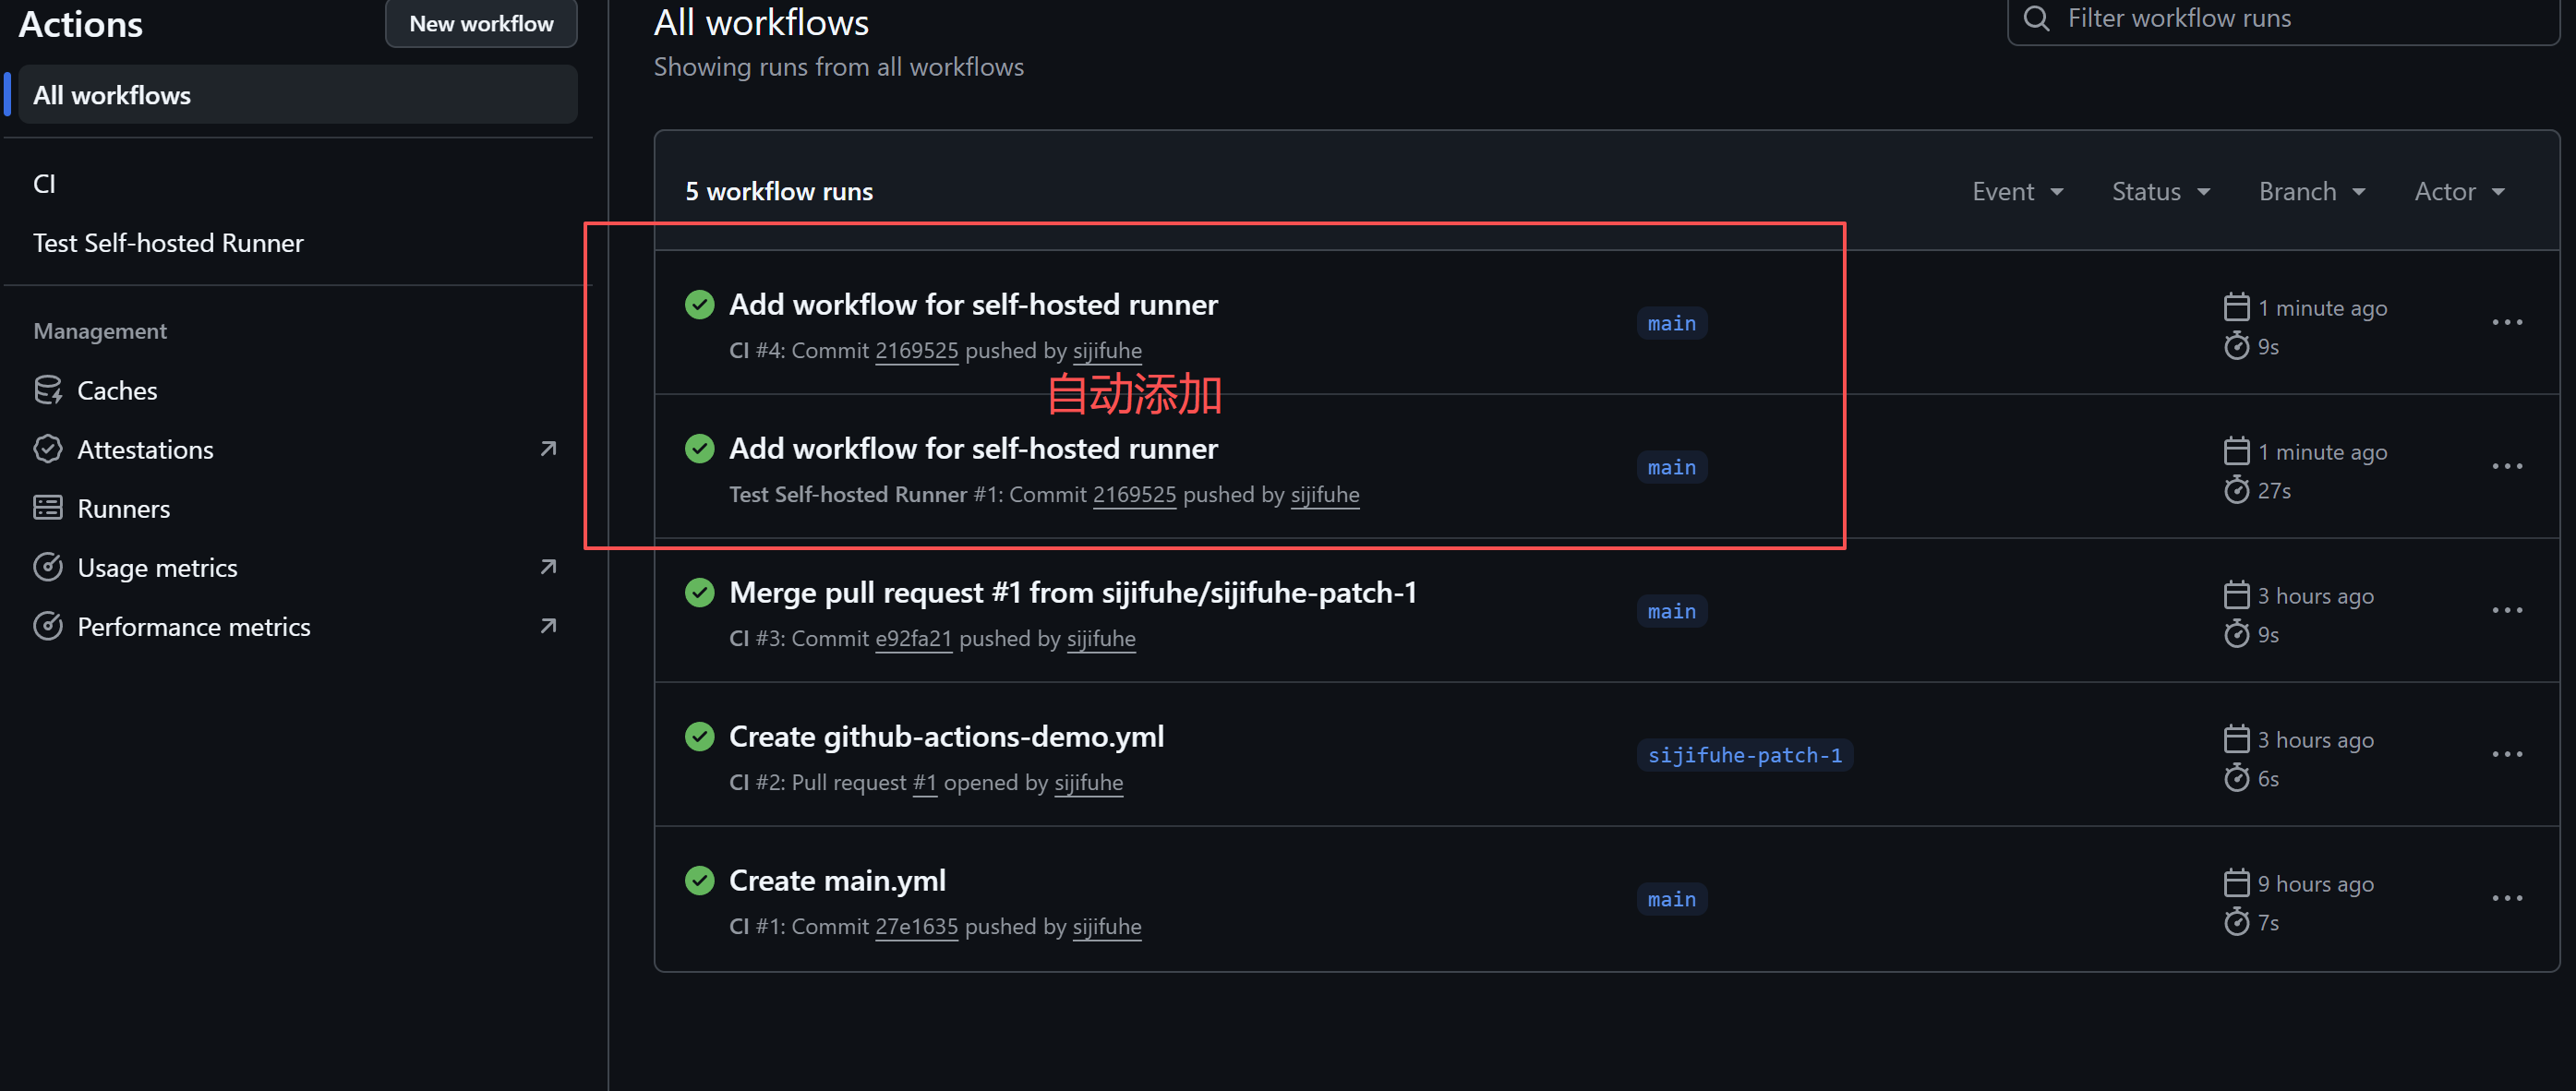 Actions
New workflow
All workflows
CI
Test Self-hosted Runner
Management
Caches
Attestations
Runners
Usage metrics
Performance metrics
All workflows
Showing runs from all workflows
Filter workflow runs
5 workflow runs
Event
Status
Branch
Actor
Add workflow for self-hosted runner
CI #4: Commit 2169525 pushed by sijifuhe
main
1 minute ago
9s
自动添加
Add workflow for self-hosted runner
Test Self-hosted Runner #1: Commit 2169525 pushed by sijifuhe
main
1 minute ago
27s
Merge pull request #1 from sijifuhe/sijifuhe-patch-1
CI #3: Commit e92fa21 pushed by sijifuhe
main
3 hours ago
9s
Create github-actions-demo.yml
CI #2: Pull request #1 opened by sijifuhe
sijifuhe-patch-1
3 hours ago
6s
Create main.yml
CI #1: Commit 27e1635 pushed by sijifuhe
main
9 hours ago
7s